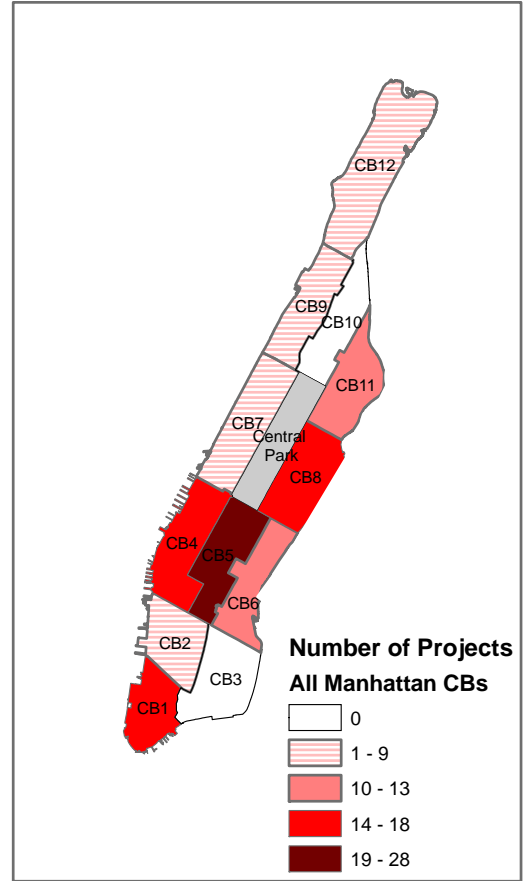 CB12
CB9
CB10
CB11
CB7
Central
Park
CB8
CB4
CB5
CB6
CB2
CB3
CB1
Number of Projects
All Manhattan CBs
0
1 - 9
10 - 13
14 - 18
19 - 28